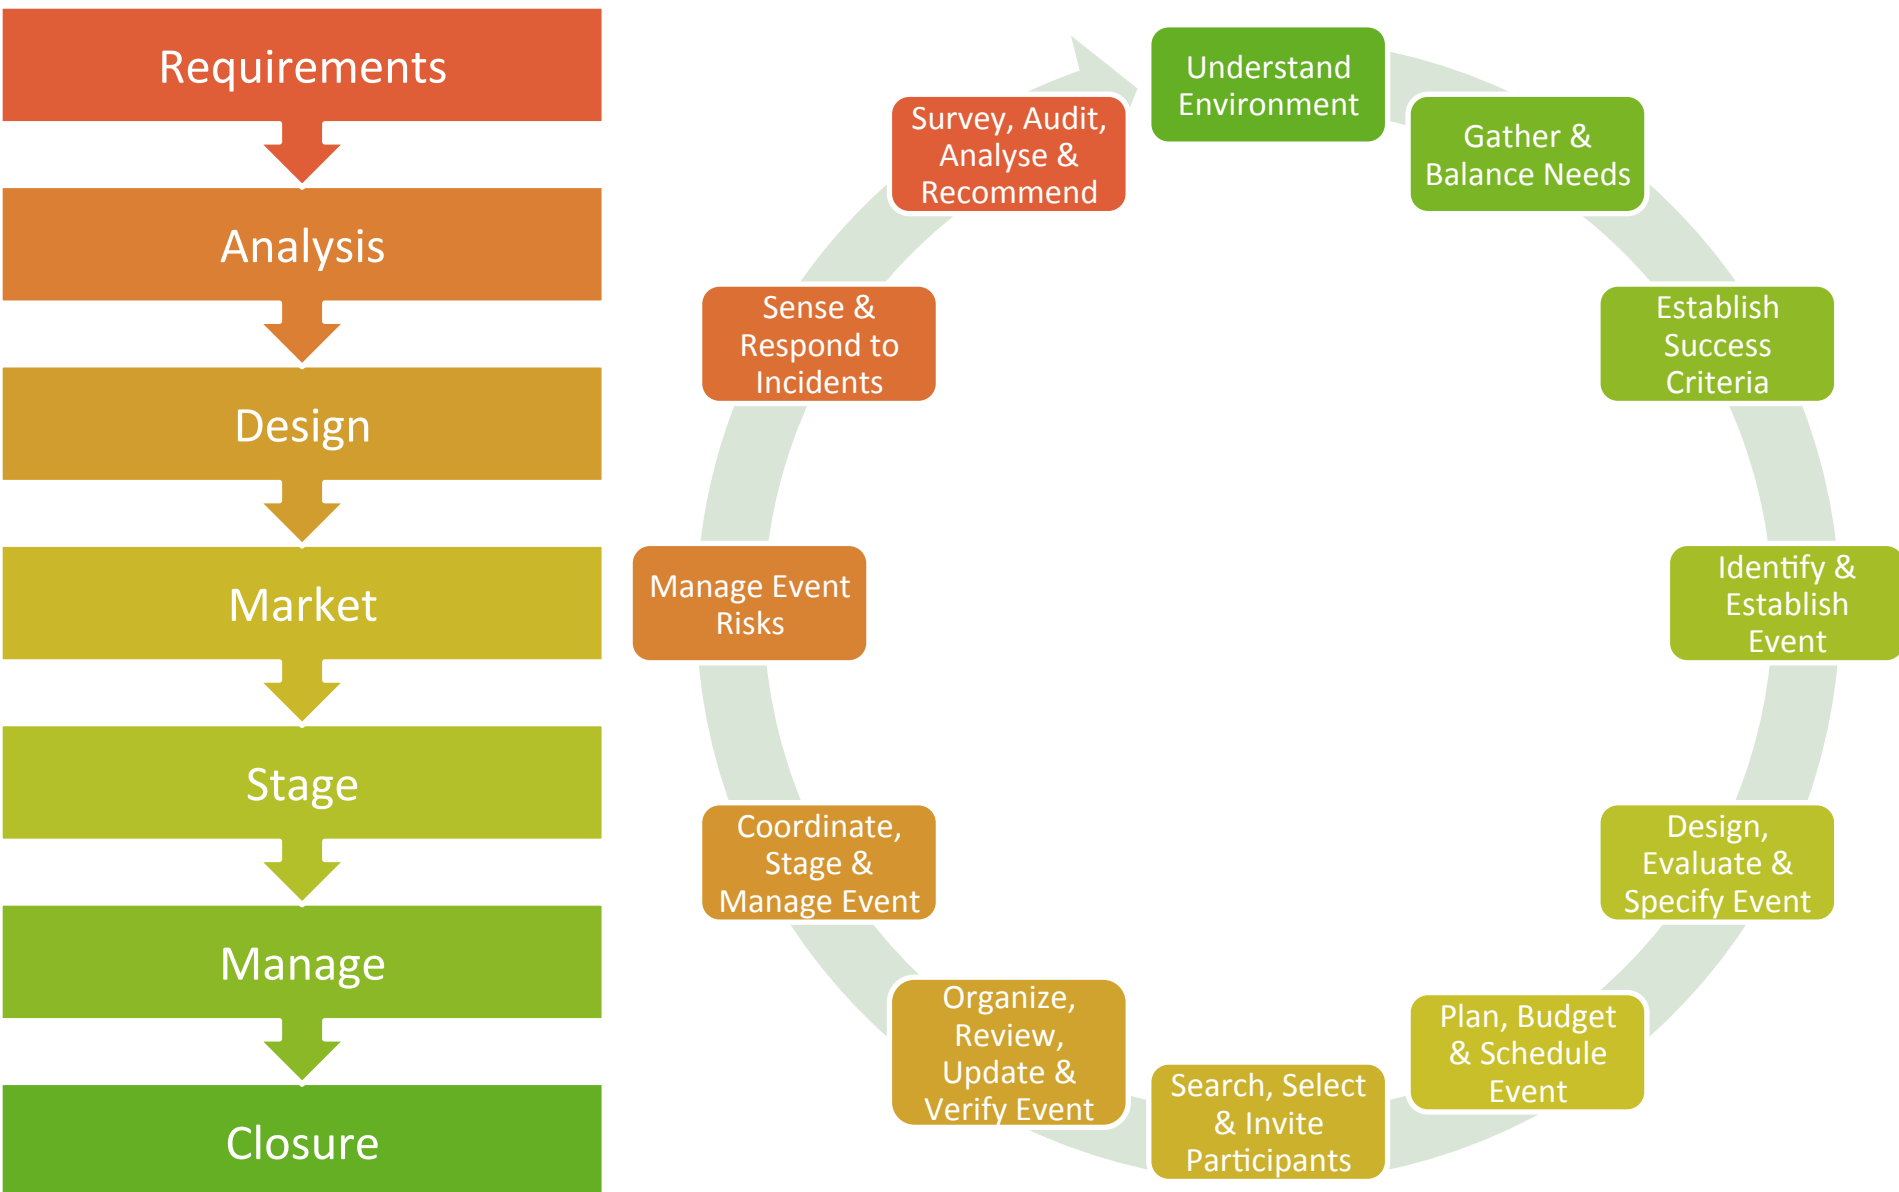 Requirements
Analysis
Design
Market
Stage
Manage
Closure
Understand
Environment
Gather &
Balance Needs
Establish
Success
Criteria
Identify &
Establish
Event
Design,
Evaluate &
Specify Event
Plan, Budget
& Schedule
Event
Search, Select
& Invite
Participants
Organize,
Review,
Update &
Verify Event
Coordinate,
Stage &
Manage Event
Manage Event
Risks
Sense &
Respond to
Incidents
Survey, Audit,
Analyse &
Recommend